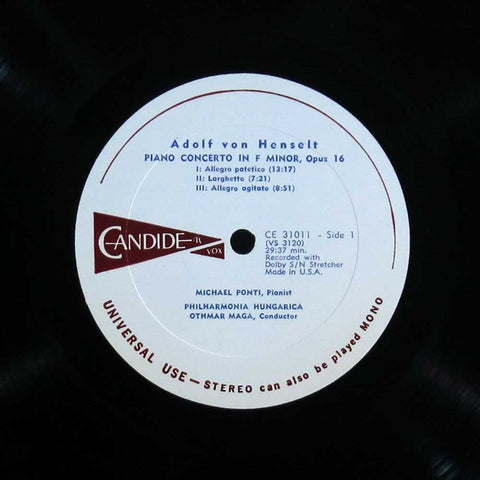 Adolf von Henselt
PIANO CONCERTO IN F MINOR, Opus 16
I: Allegro patetico (13:17)
II: Larghetto (7:21)
III: Allegro agitato (8:51)
CANDIDE
VOX
CE 31011 - Side 1
(VS 3120)
29:37 min.
Recorded with
Dolby S/N Stretcher
Made in U.S.A.
MICHAEL PONTI, Pianist
PHILHARMONIA HUNGARICA
OTHMAR MAGA, Conductor
UNIVERSAL USE — STEREO can also be played MONO